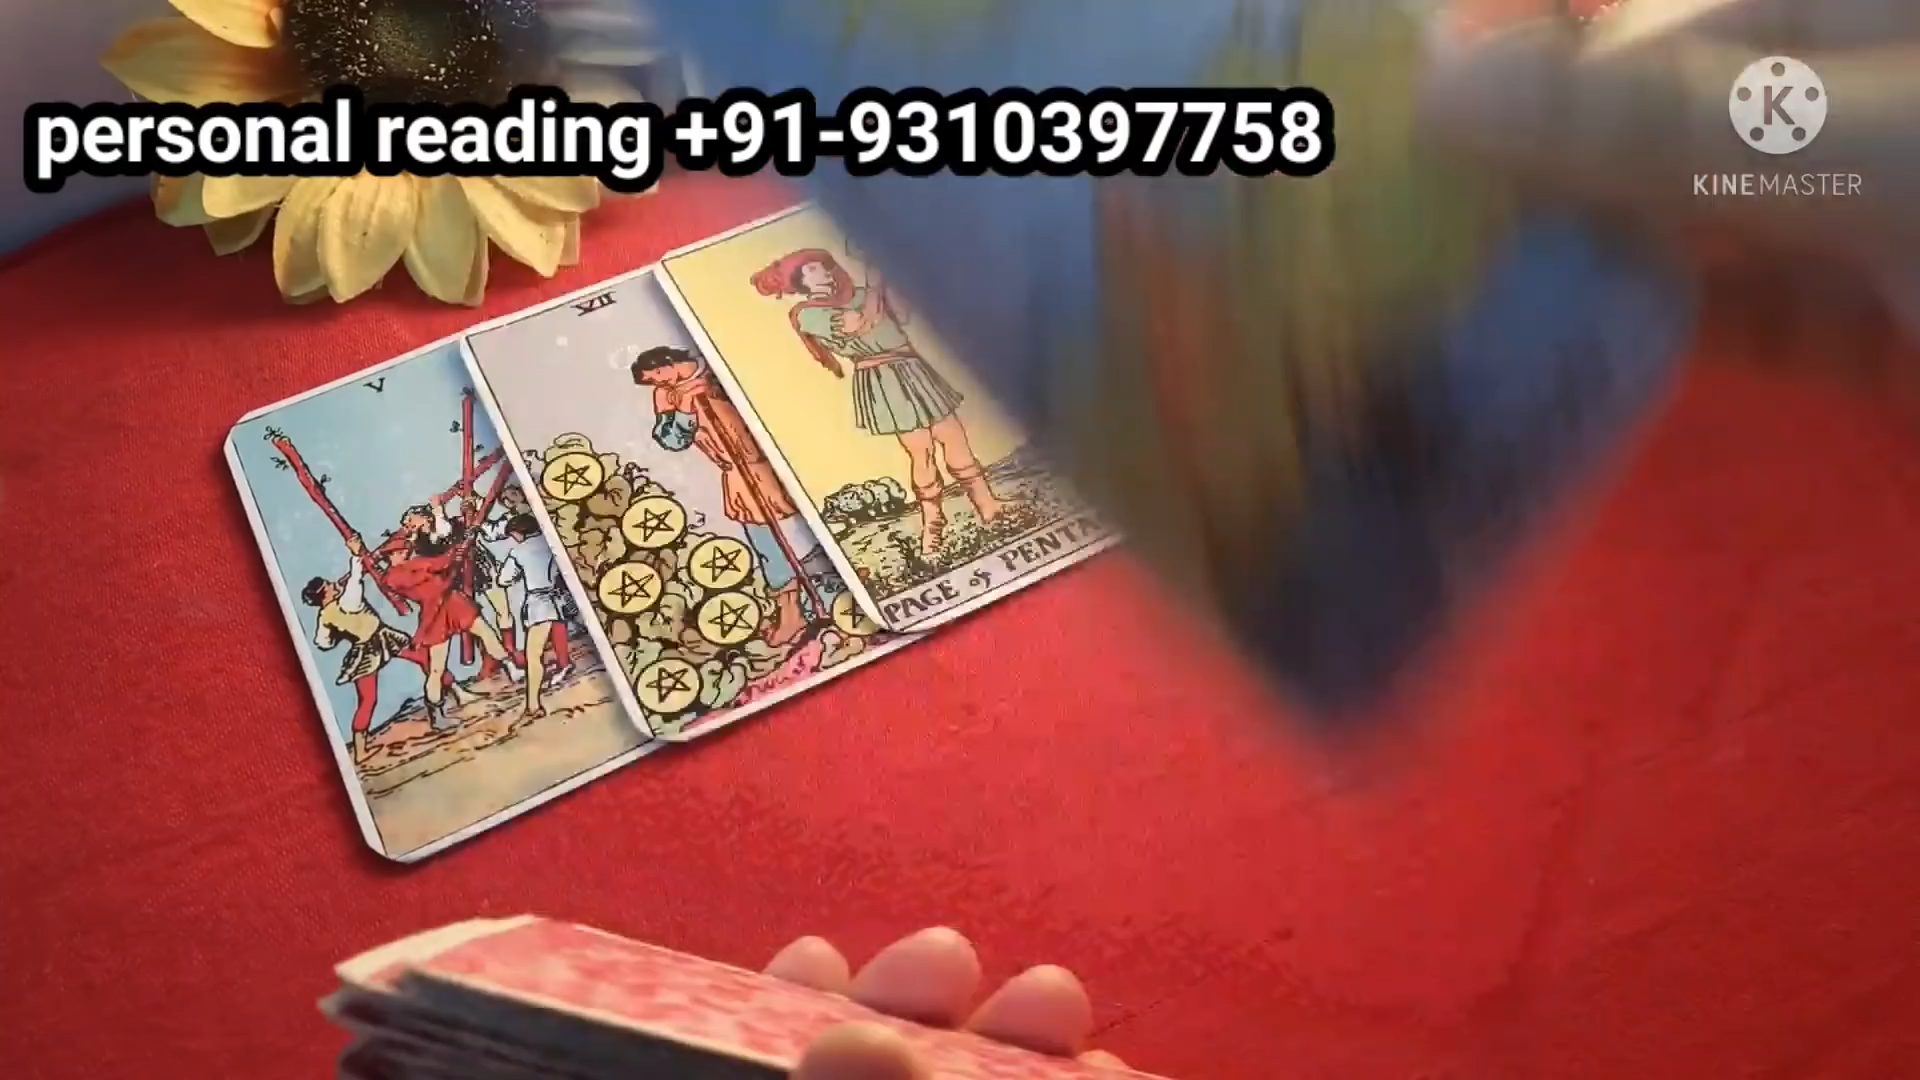 personal reading +91-9310397758
K
KINEMASTER
V
VII
PAGE of PENTA